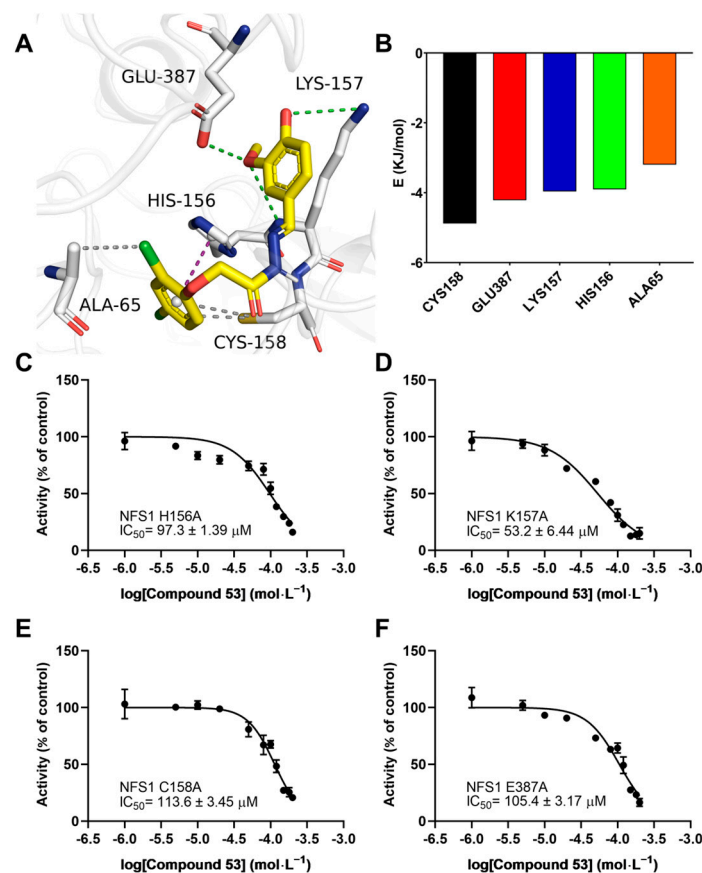 A
GLU-387
LYS-157
HIS-156
ALA-65
CYS-158
B
E (KJ/mol)
0
-2
-4
-6
CYS158
GLU387
LYS157
HIS156
ALA65
C
Activity (% of control)
150
100
50
0
NFS1 H156A
IC50= 97.3 ± 1.39 μM
-6.5 -6.0 -5.5 -5.0 -4.5 -4.0 -3.5 -3.0
log[Compound 53] (mol·L⁻¹)
D
Activity (% of control)
150
100
50
0
NFS1 K157A
IC50= 53.2 ± 6.44 μM
-6.5 -6.0 -5.5 -5.0 -4.5 -4.0 -3.5 -3.0
log[Compound 53] (mol·L⁻¹)
E
Activity (% of control)
150
100
50
0
NFS1 C158A
IC50= 113.6 ± 3.45 μM
-6.5 -6.0 -5.5 -5.0 -4.5 -4.0 -3.5 -3.0
log[Compound 53] (mol·L⁻¹)
F
Activity (% of control)
150
100
50
0
NFS1 E387A
IC50= 105.4 ± 3.17 μM
-6.5 -6.0 -5.5 -5.0 -4.5 -4.0 -3.5 -3.0
log[Compound 53] (mol·L⁻¹)